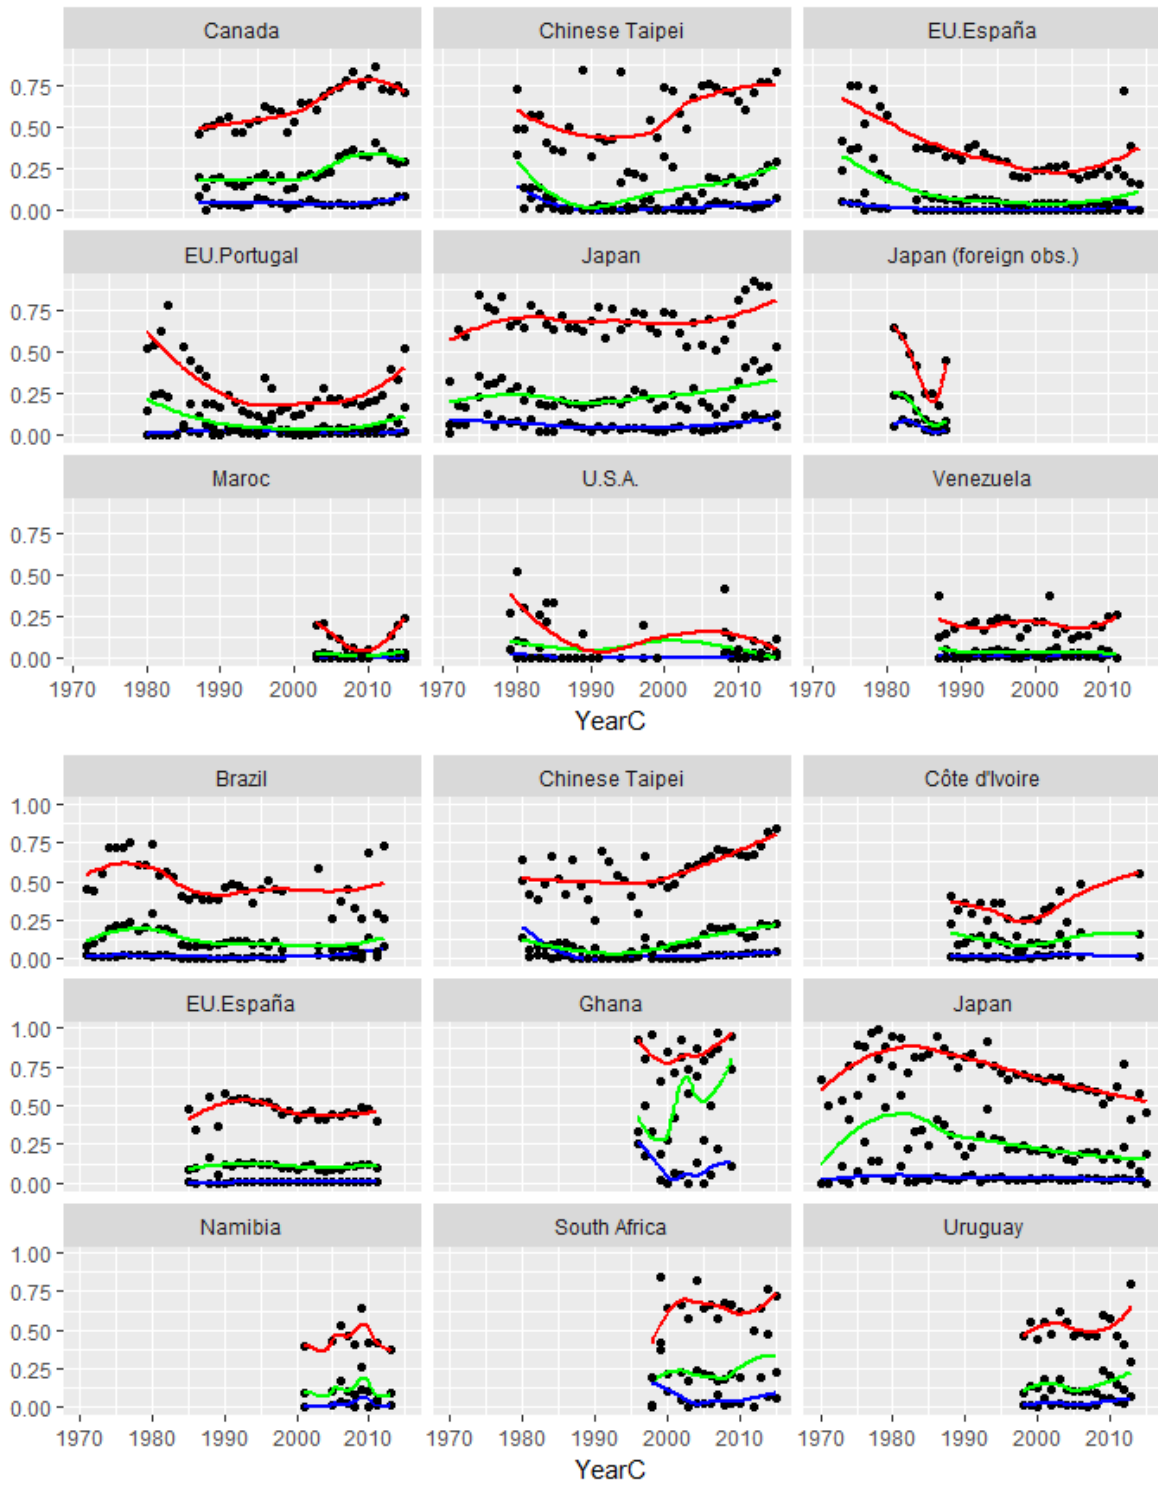 Canada Chinese Taipei EU.España
0.75
0.50
0.25
0.00
EU.Portugal Japan Japan (foreign obs.)
0.75
0.50
0.25
0.00
Maroc U.S.A. Venezuela
0.75
0.50
0.25
0.00
1970 1980 1990 2000 2010 1970 1980 1990 2000 2010 1970 1980 1990 2000 2010
YearC
Brazil Chinese Taipei Côte d'Ivoire
1.00
0.75
0.50
0.25
0.00
EU.España Ghana Japan
1.00
0.75
0.50
0.25
0.00
Namibia South Africa Uruguay
1.00
0.75
0.50
0.25
0.00
1970 1980 1990 2000 2010 1970 1980 1990 2000 2010 1970 1980 1990 2000 2010
YearC